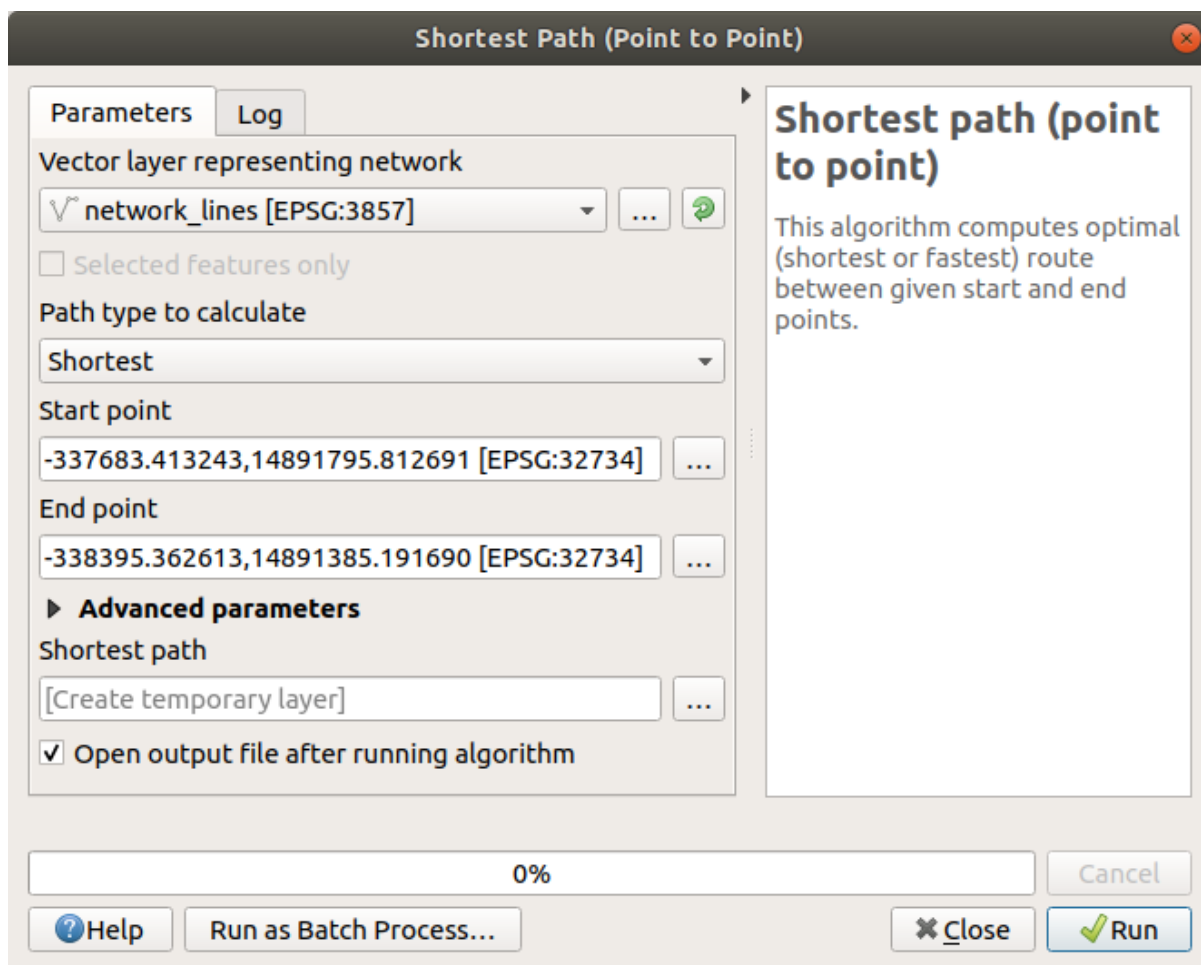 Shortest Path (Point to Point)
Parameters
Log
Vector layer representing network
network_lines [EPSG:3857]
...
Selected features only
Path type to calculate
Shortest
Start point
-337683.413243,14891795.812691 [EPSG:32734]
...
End point
-338395.362613,14891385.191690 [EPSG:32734]
...
Advanced parameters
Shortest path
[Create temporary layer]
...
Open output file after running algorithm
Shortest path (point
to point)
This algorithm computes optimal
(shortest or fastest) route
between given start and end
points.
0%
Cancel
Help
Run as Batch Process...
Close
Run